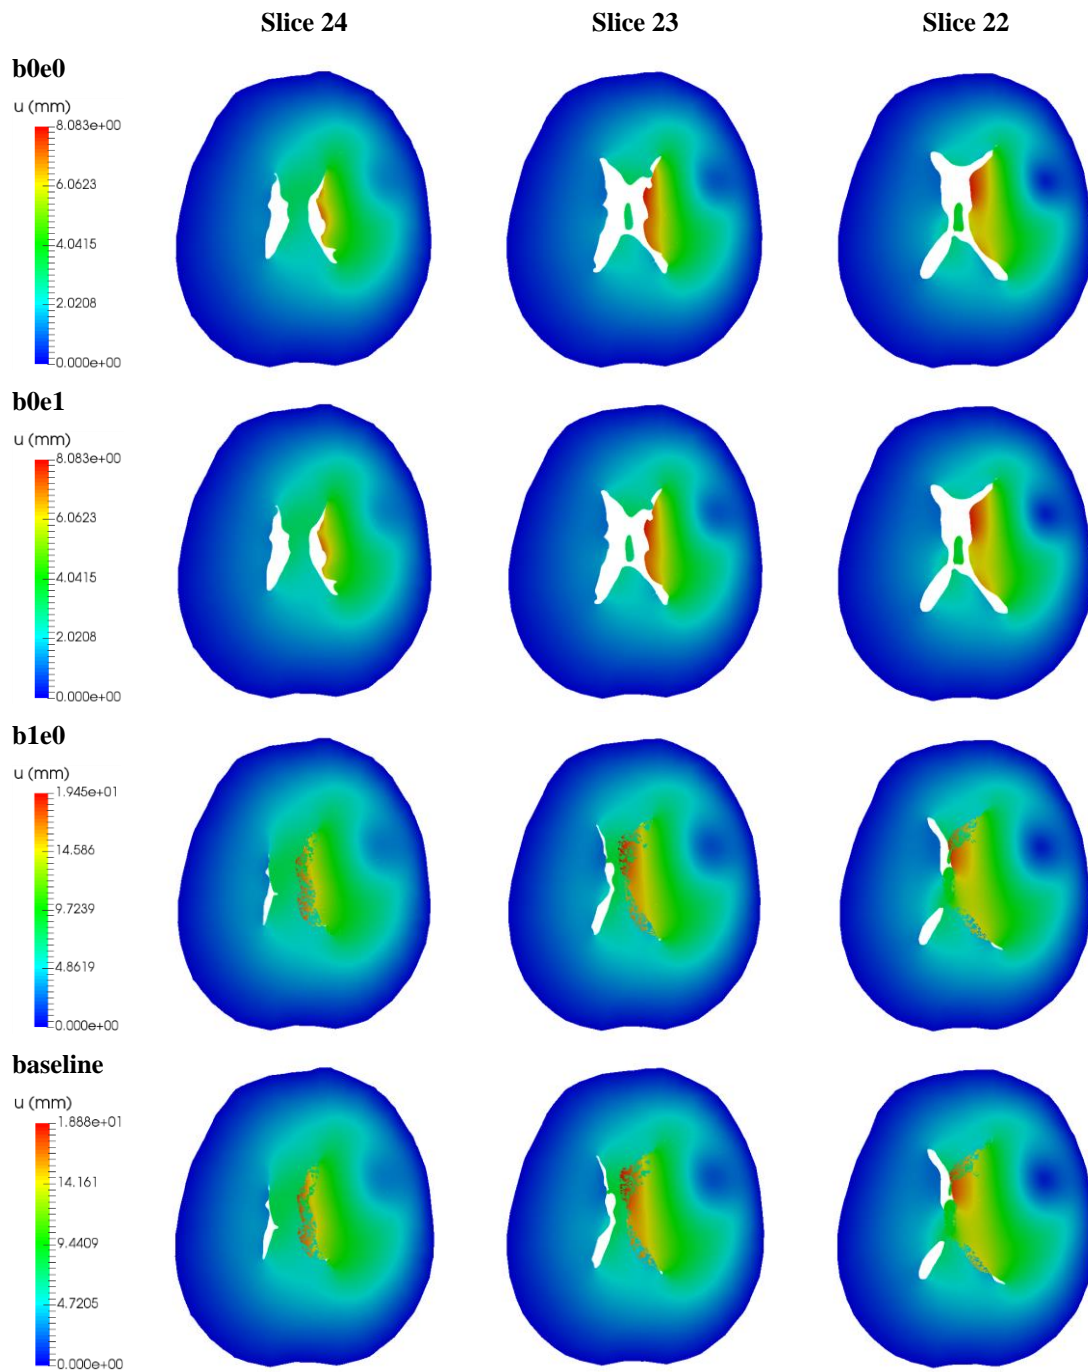 Slice 24 Slice 23 Slice 22
b0e0
u (mm)
8.083e+00
6.0623
4.0415
2.0208
0.000e+00
b0e1
u (mm)
8.083e+00
6.0623
4.0415
2.0208
0.000e+00
b1e0
u (mm)
1.945e+01
14.586
9.7239
4.8619
0.000e+00
baseline
u (mm)
1.888e+01
14.161
9.4409
4.7205
0.000e+00